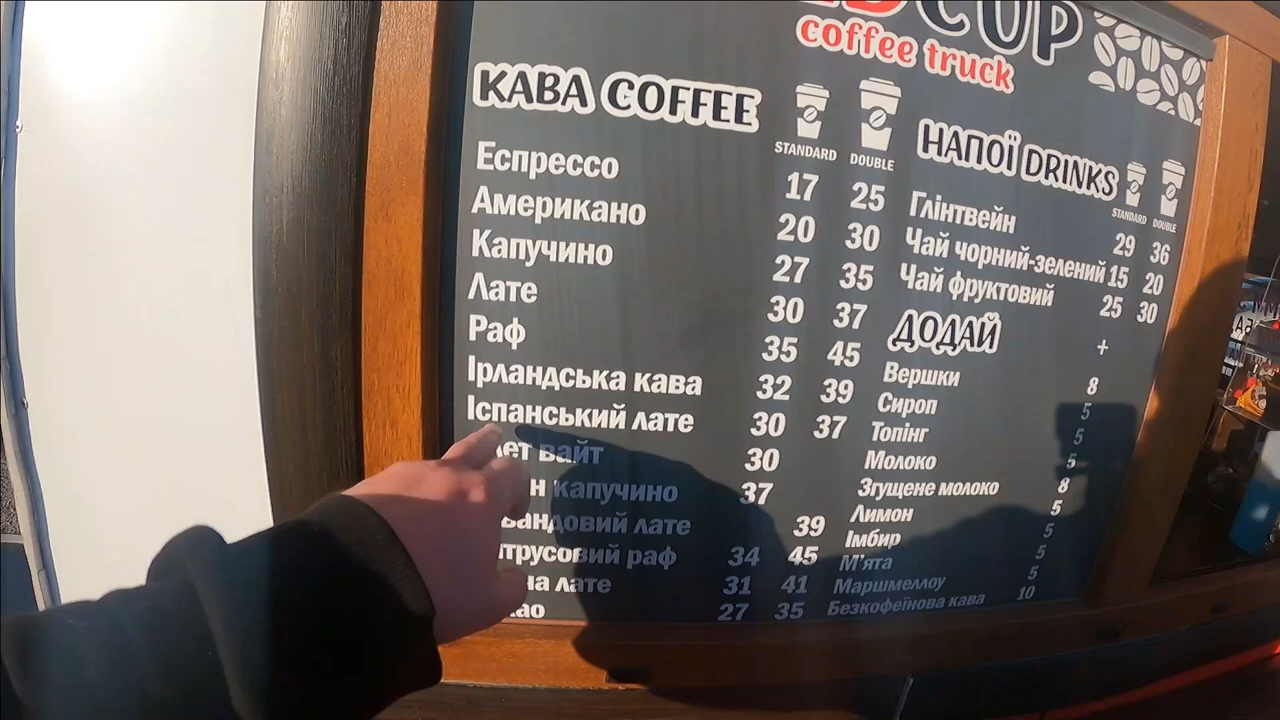 CUP
coffee truck
КАВА COFFEE
STANDARD DOUBLE
Еспрессо 17 25
Американо 20 30
Капучино 27 35
Лате 30 37
Раф 35 45
Ірландська кава 32 39
Іспанський лате 30 37
вайт 30
капучино 37
лате 39
раф 34 45
лате 31 41
27 35
НАПОЇ DRINKS
STANDARD DOUBLE
Глінтвейн 29 36
Чай чорний-зелений 15 20
Чай фруктовий 25 30
ДОДАЙ +
Вершки 8
Сироп 5
Топінг 5
Молоко 5
Згущене молоко 8
Лимон 5
Імбир 5
М'ята 5
Маршмеллоу 5
Безкофеїнова кава 10